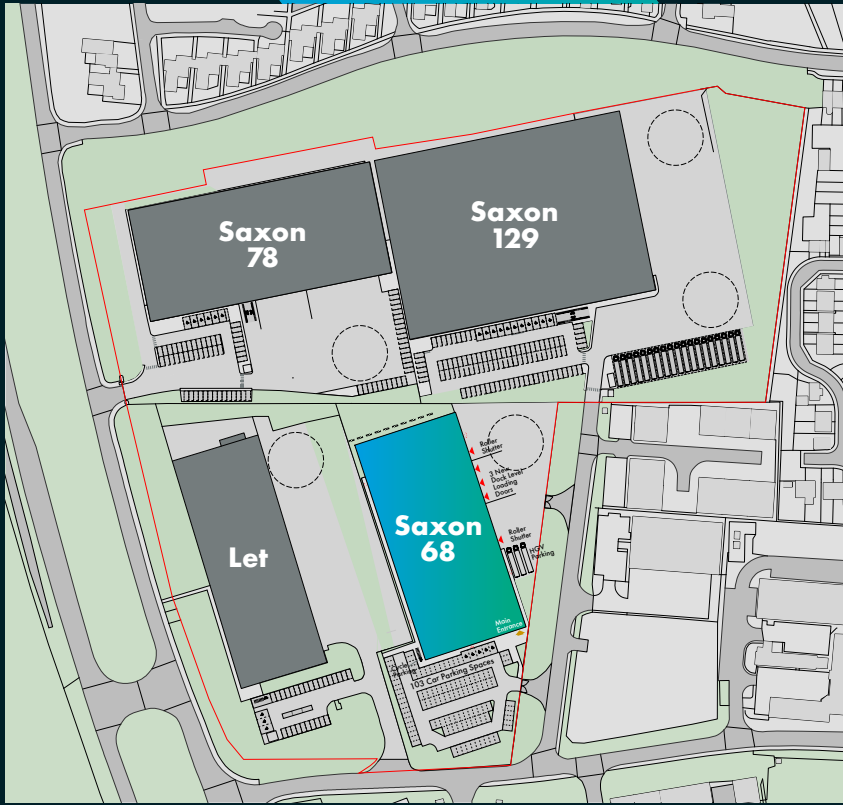 Saxon
78
Saxon
129
Roller
Shutter
3 New
Dock Level
Loading
Doors
Saxon
68
Let
Roller
Shutter
HGV
Parking
Main
Entrance
Cycle
Parking
103 Car Parking Spaces